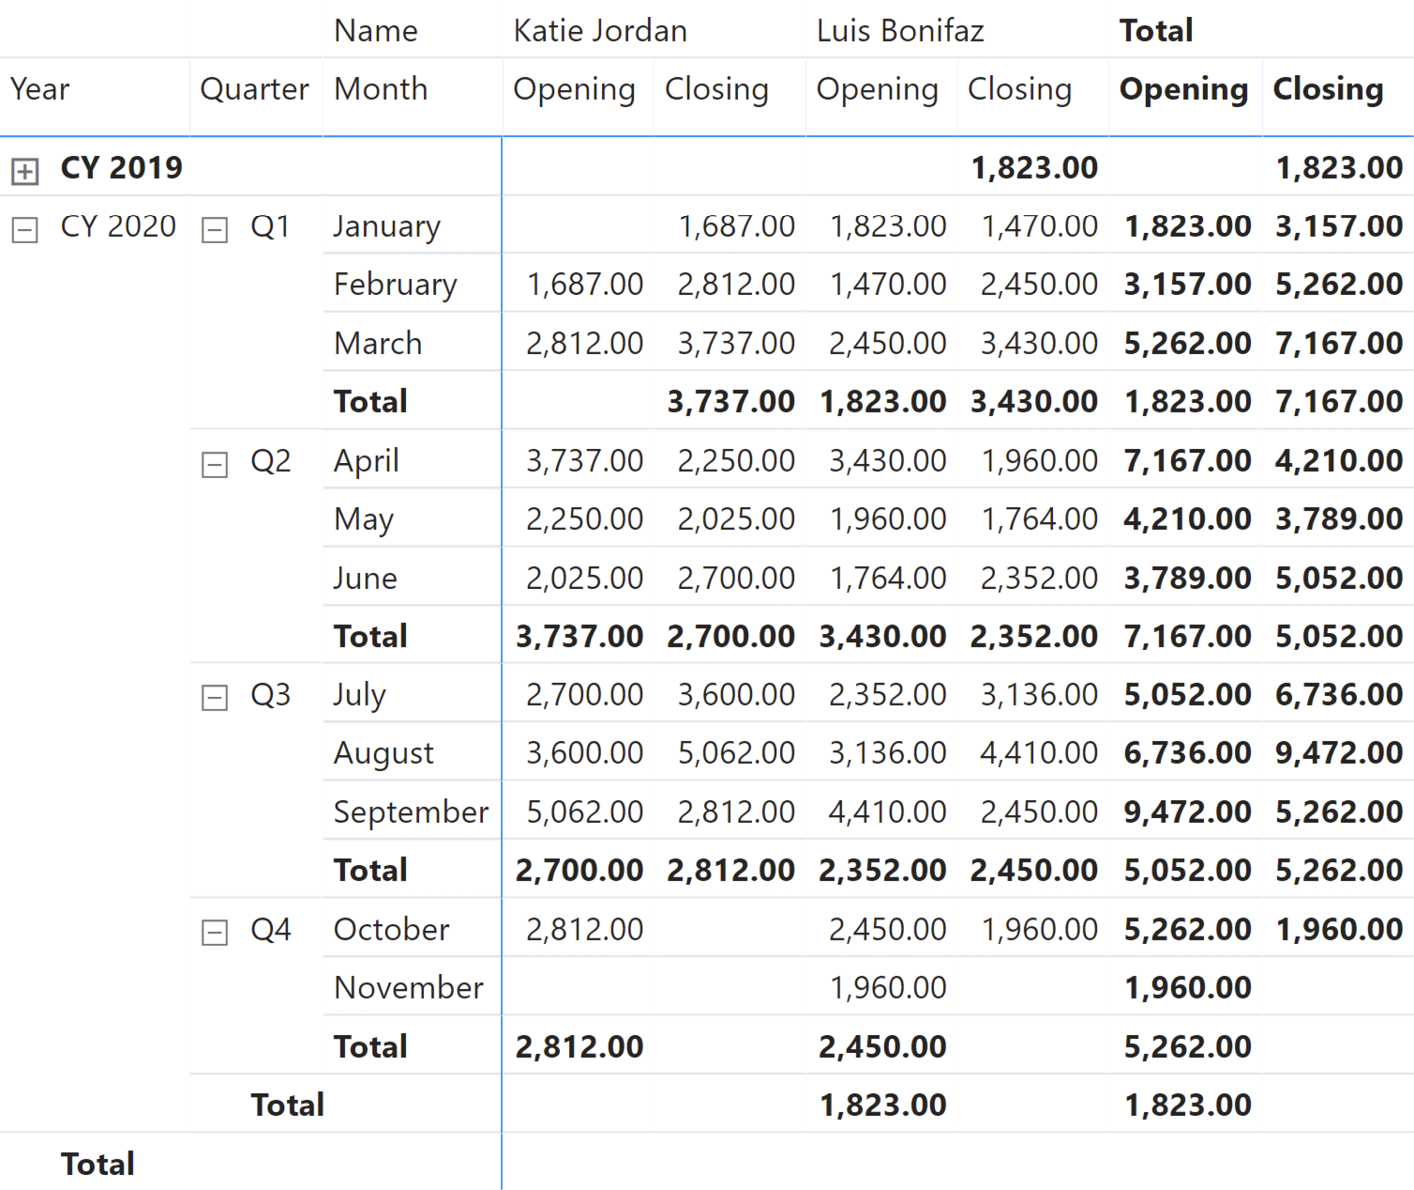 Name Katie Jordan Luis Bonifaz Total
Year Quarter Month Opening Closing Opening Closing Opening Closing
CY 2019 1,823.00 1,823.00
CY 2020 Q1 January 1,687.00 1,823.00 1,470.00 1,823.00 3,157.00
February 1,687.00 2,812.00 1,470.00 2,450.00 3,157.00 5,262.00
March 2,812.00 3,737.00 2,450.00 3,430.00 5,262.00 7,167.00
Total 3,737.00 1,823.00 3,430.00 1,823.00 7,167.00
Q2 April 3,737.00 2,250.00 3,430.00 1,960.00 7,167.00 4,210.00
May 2,250.00 2,025.00 1,960.00 1,764.00 4,210.00 3,789.00
June 2,025.00 2,700.00 1,764.00 2,352.00 3,789.00 5,052.00
Total 3,737.00 2,700.00 3,430.00 2,352.00 7,167.00 5,052.00
Q3 July 2,700.00 3,600.00 2,352.00 3,136.00 5,052.00 6,736.00
August 3,600.00 5,062.00 3,136.00 4,410.00 6,736.00 9,472.00
September 5,062.00 2,812.00 4,410.00 2,450.00 9,472.00 5,262.00
Total 2,700.00 2,812.00 2,352.00 2,450.00 5,052.00 5,262.00
Q4 October 2,812.00 2,450.00 1,960.00 5,262.00 1,960.00
November 1,960.00 1,960.00
Total 2,812.00 2,450.00 5,262.00
Total 1,823.00 1,823.00
Total